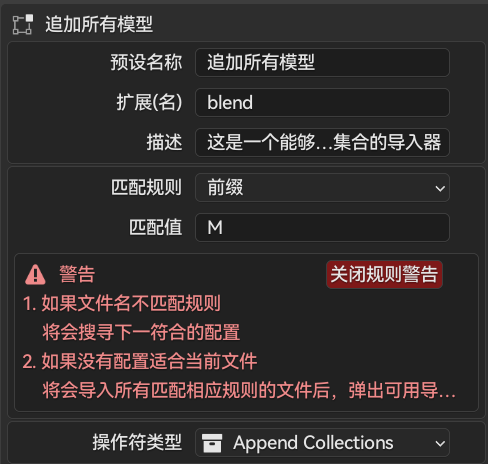 追加所有模型
预设名称 追加所有模型
扩展(名) blend
描述 这是一个能够…集合的导入器
匹配规则 前缀
匹配值 M
警告 关闭规则警告
1. 如果文件名不匹配规则
将会搜寻下一符合的配置
2. 如果没有配置适合当前文件
将会导入所有匹配相应规则的文件后，弹出可用导…
操作符类型 Append Collections